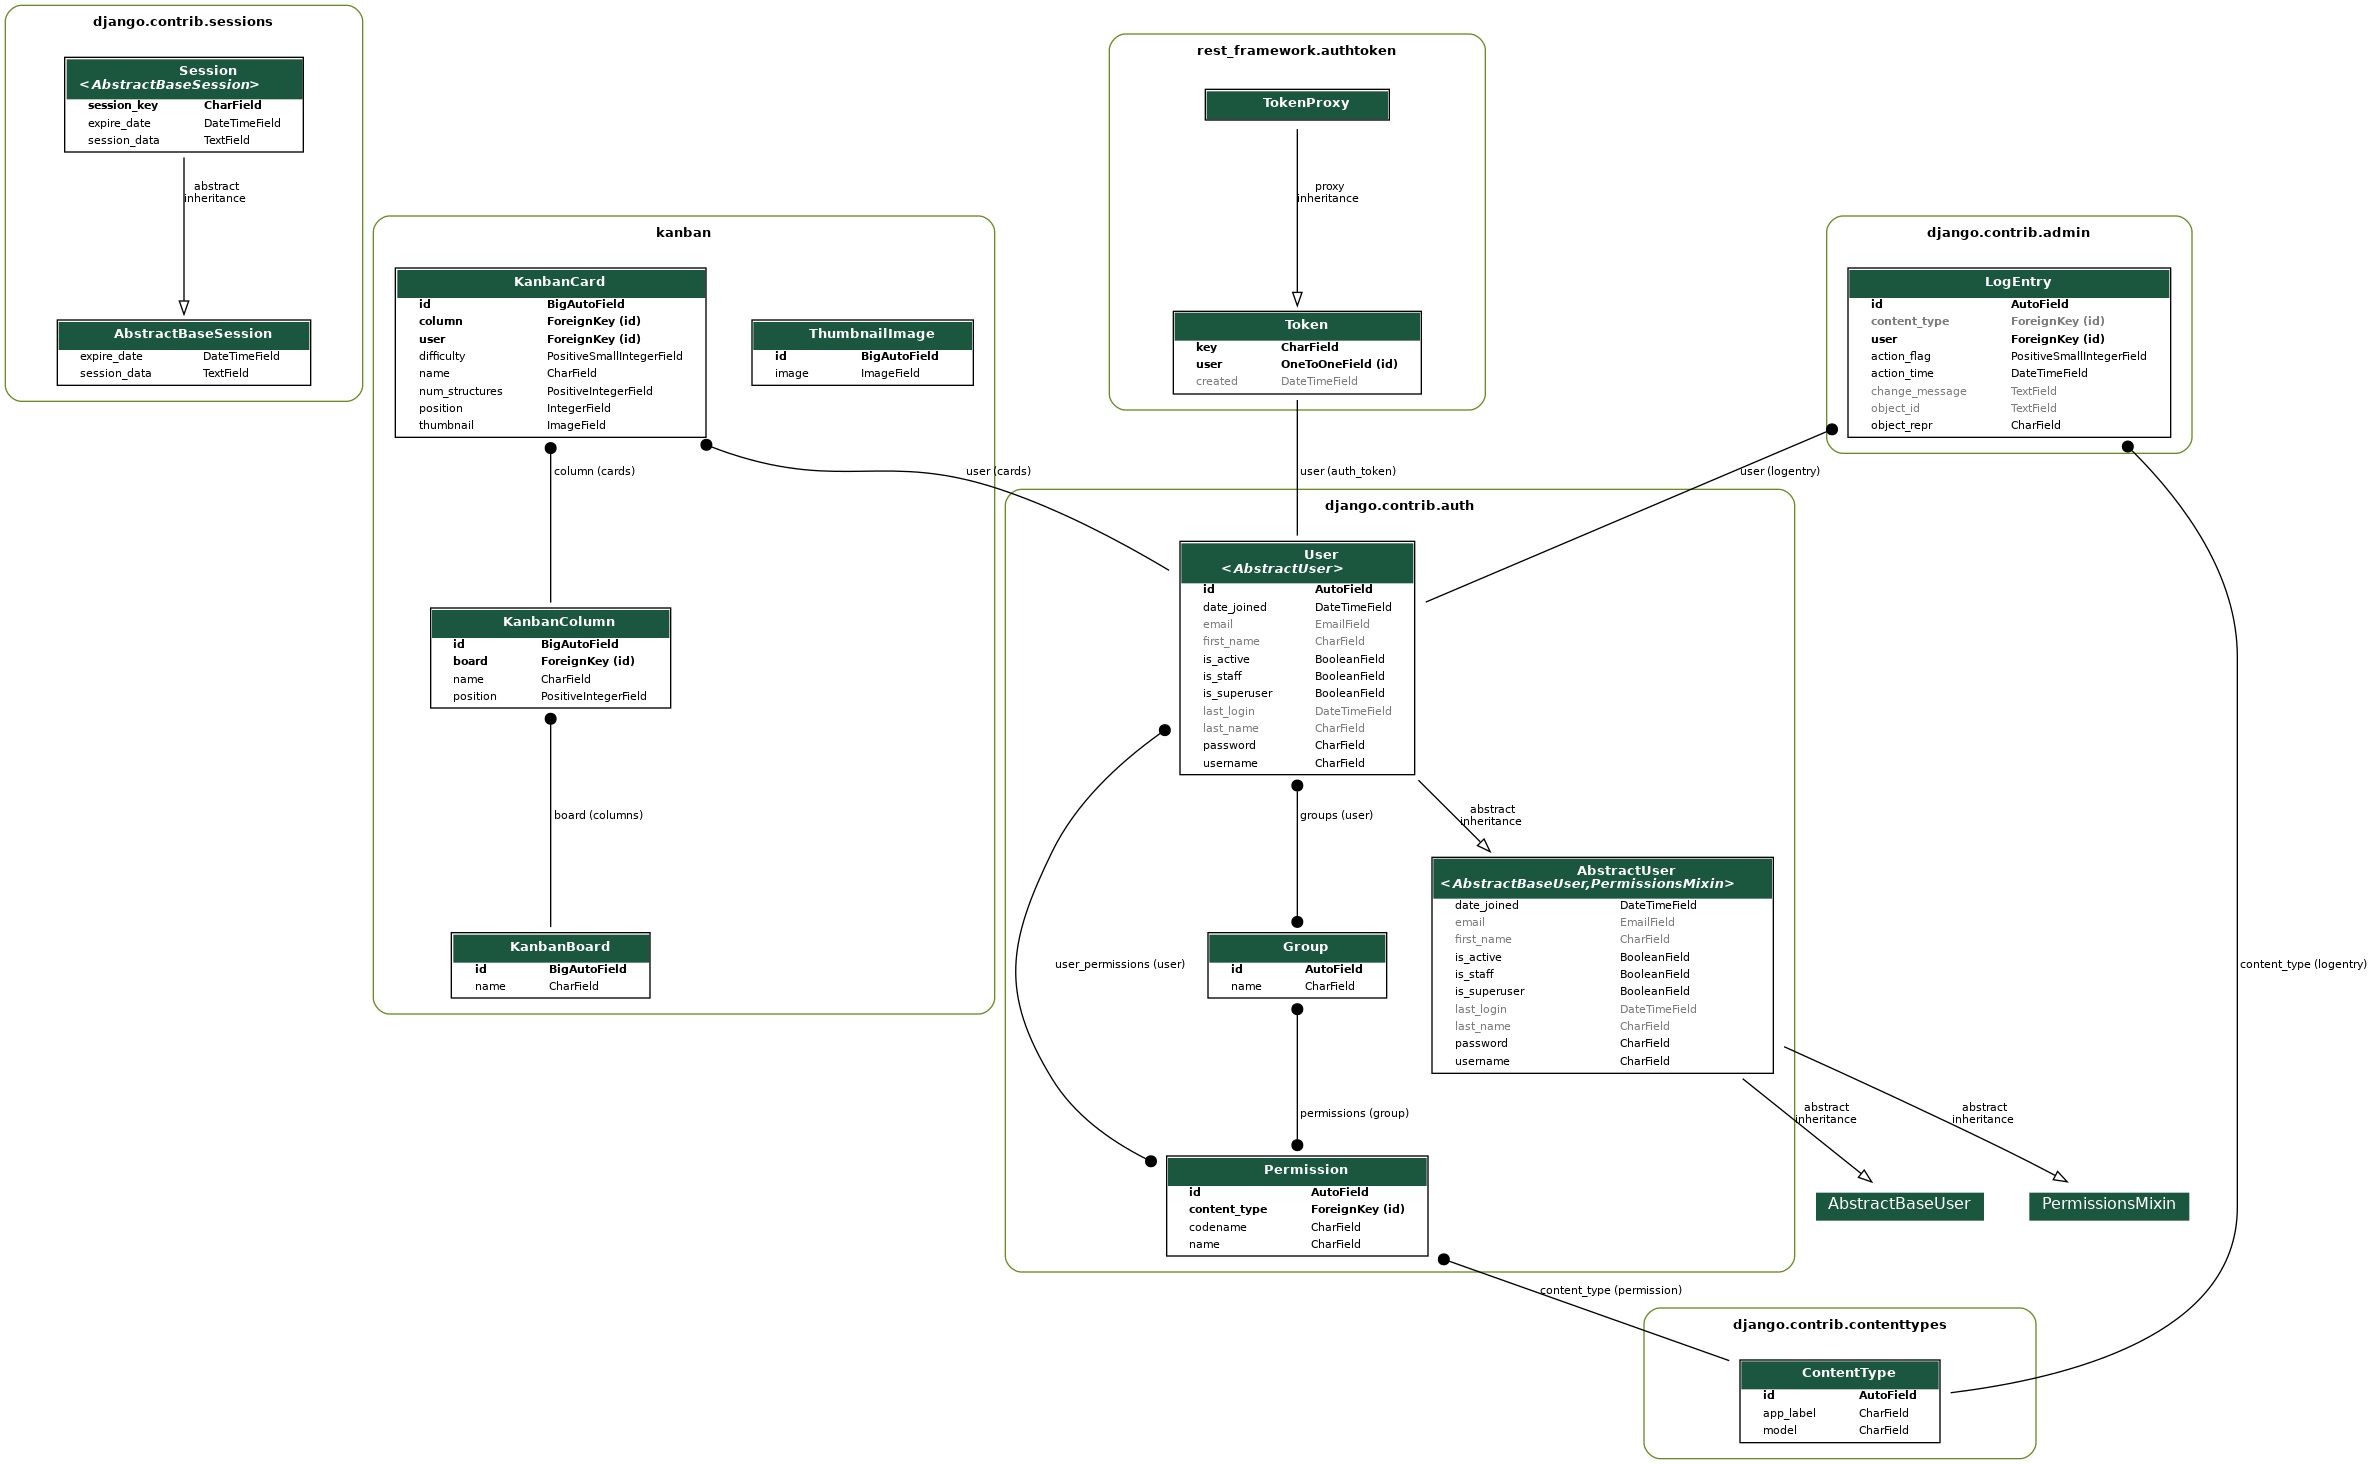 django.contrib.sessions
Session
<AbstractBaseSession>
session_key CharField
expire_date DateTimeField
session_data TextField
abstract
inheritance
AbstractBaseSession
expire_date DateTimeField
session_data TextField
kanban
KanbanCard
id BigAutoField
column ForeignKey (id)
user ForeignKey (id)
difficulty PositiveSmallIntegerField
name CharField
num_structures PositiveIntegerField
position IntegerField
thumbnail ImageField
ThumbnailImage
id BigAutoField
image ImageField
column (cards)
user (cards)
KanbanColumn
id BigAutoField
board ForeignKey (id)
name CharField
position PositiveIntegerField
board (columns)
KanbanBoard
id BigAutoField
name CharField
rest_framework.authtoken
TokenProxy
proxy
inheritance
Token
key CharField
user OneToOneField (id)
created DateTimeField
user (auth_token)
django.contrib.admin
LogEntry
id AutoField
content_type ForeignKey (id)
user ForeignKey (id)
action_flag PositiveSmallIntegerField
action_time DateTimeField
change_message TextField
object_id TextField
object_repr CharField
user (logentry)
content_type (logentry)
django.contrib.auth
User
<AbstractUser>
id AutoField
date_joined DateTimeField
email EmailField
first_name CharField
is_active BooleanField
is_staff BooleanField
is_superuser BooleanField
last_login DateTimeField
last_name CharField
password CharField
username CharField
groups (user)
abstract
inheritance
user_permissions (user)
Group
id AutoField
name CharField
AbstractUser
<AbstractBaseUser,PermissionsMixin>
date_joined DateTimeField
email EmailField
first_name CharField
is_active BooleanField
is_staff BooleanField
is_superuser BooleanField
last_login DateTimeField
last_name CharField
password CharField
username CharField
permissions (group)
abstract
inheritance
abstract
inheritance
Permission
id AutoField
content_type ForeignKey (id)
codename CharField
name CharField
AbstractBaseUser
PermissionsMixin
content_type (permission)
django.contrib.contenttypes
ContentType
id AutoField
app_label CharField
model CharField